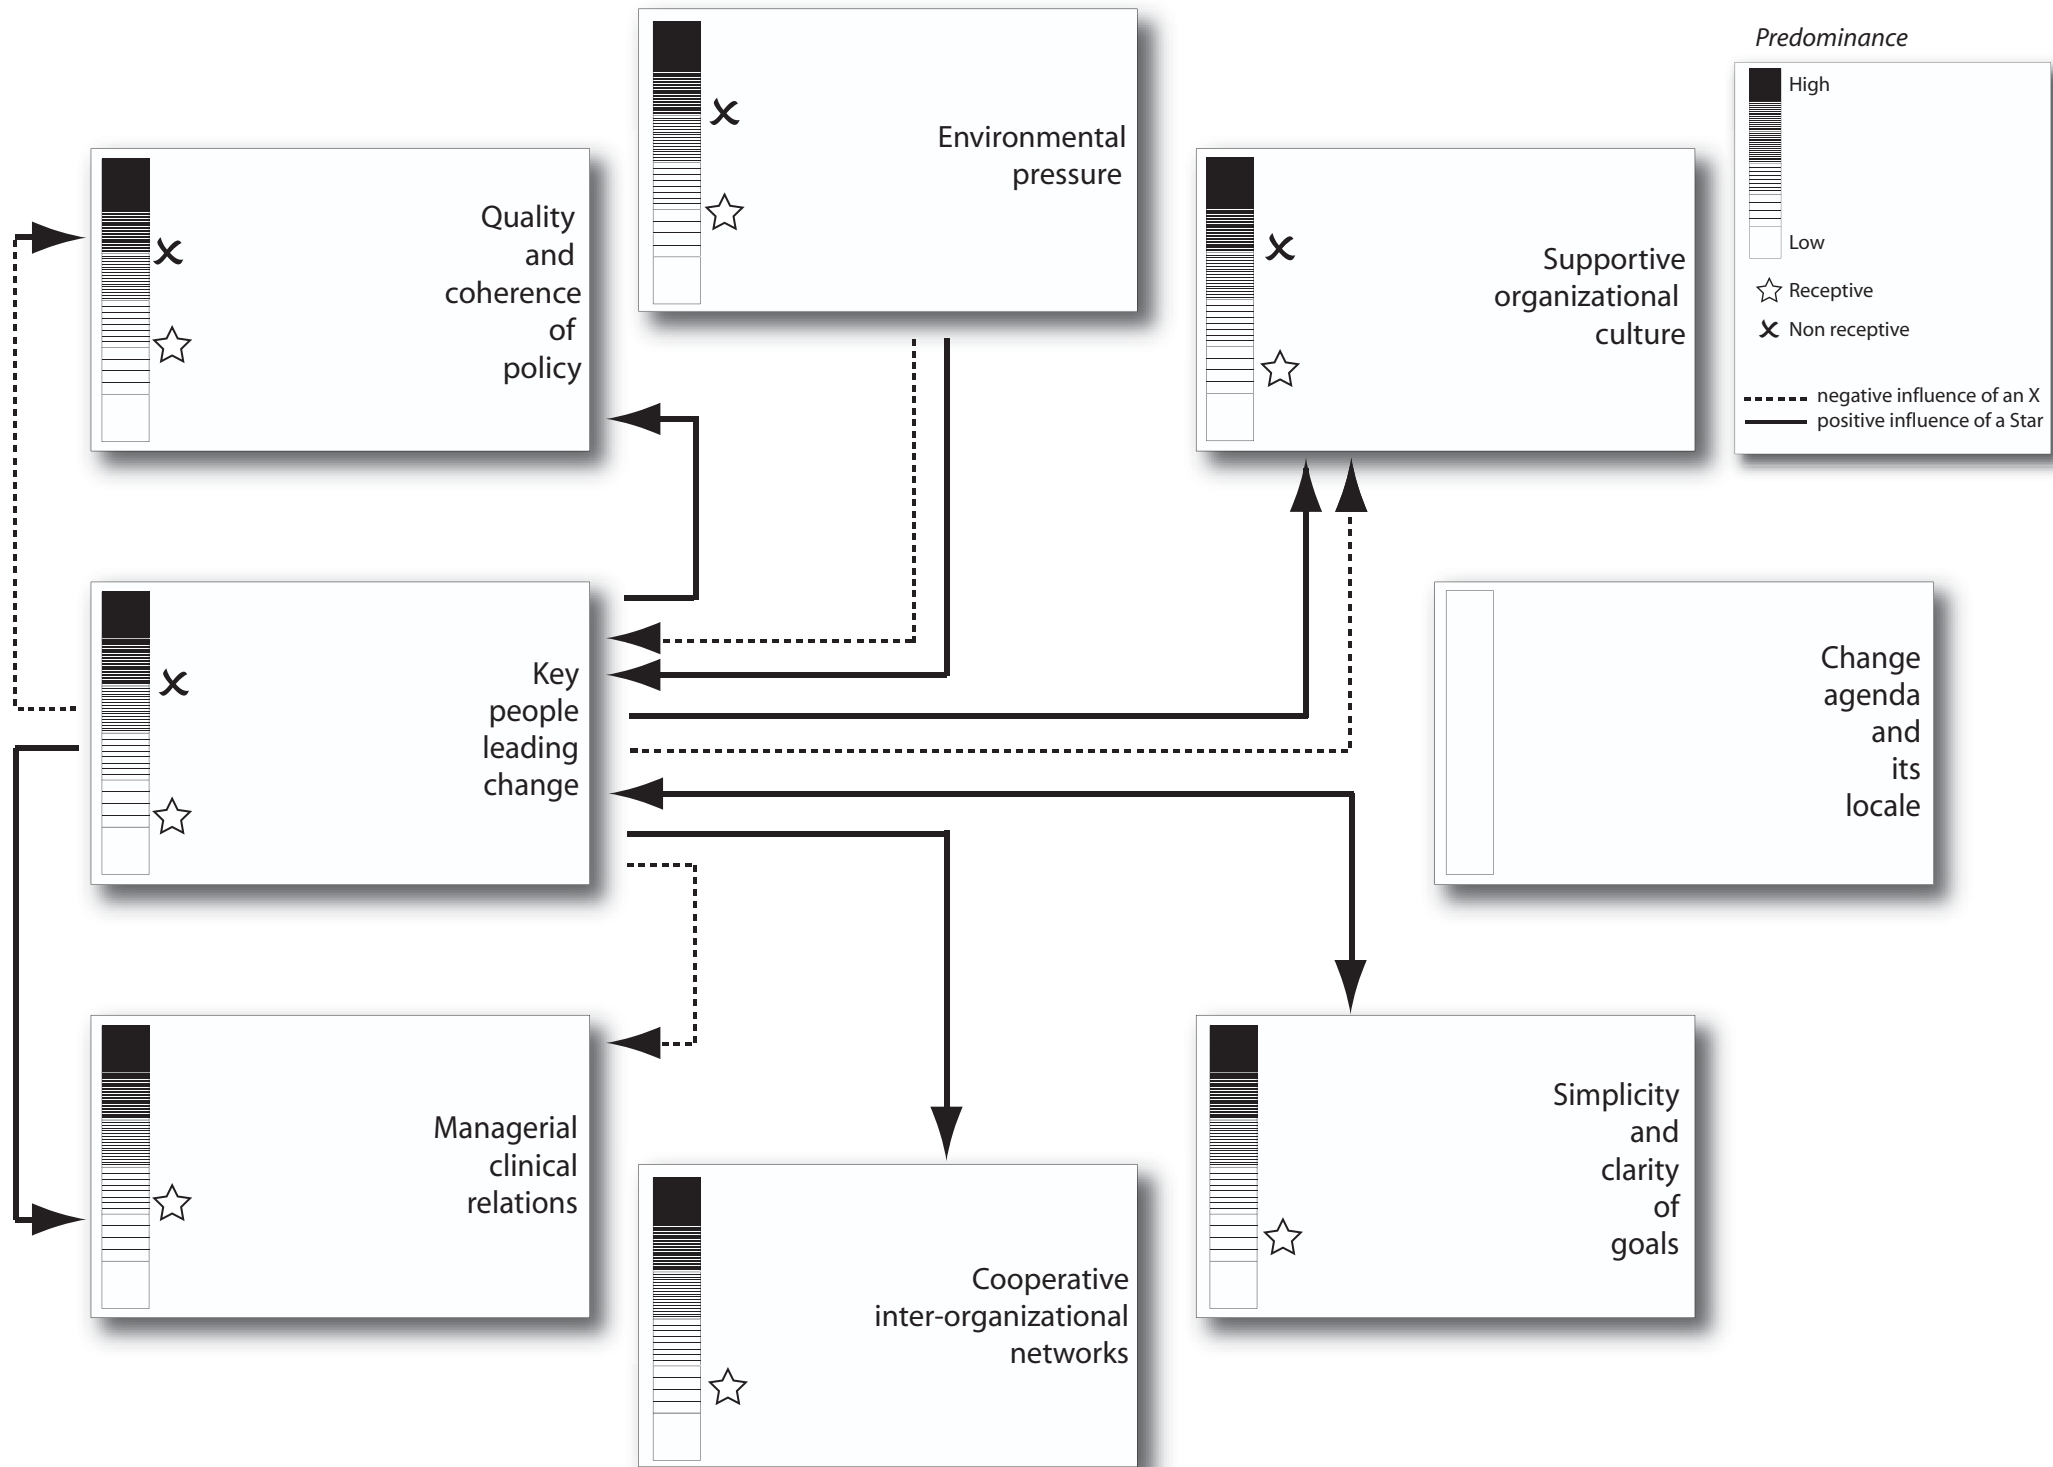 Predominance
High
Low
Receptive
Non receptive
negative influence of an X
positive influence of a Star
Environmental
pressure
Quality
and
coherence
of
policy
Supportive
organizational
culture
Key
people
leading
change
Change
agenda
and
its
locale
Managerial
clinical
relations
Cooperative
inter-organizational
networks
Simplicity
and
clarity
of
goals